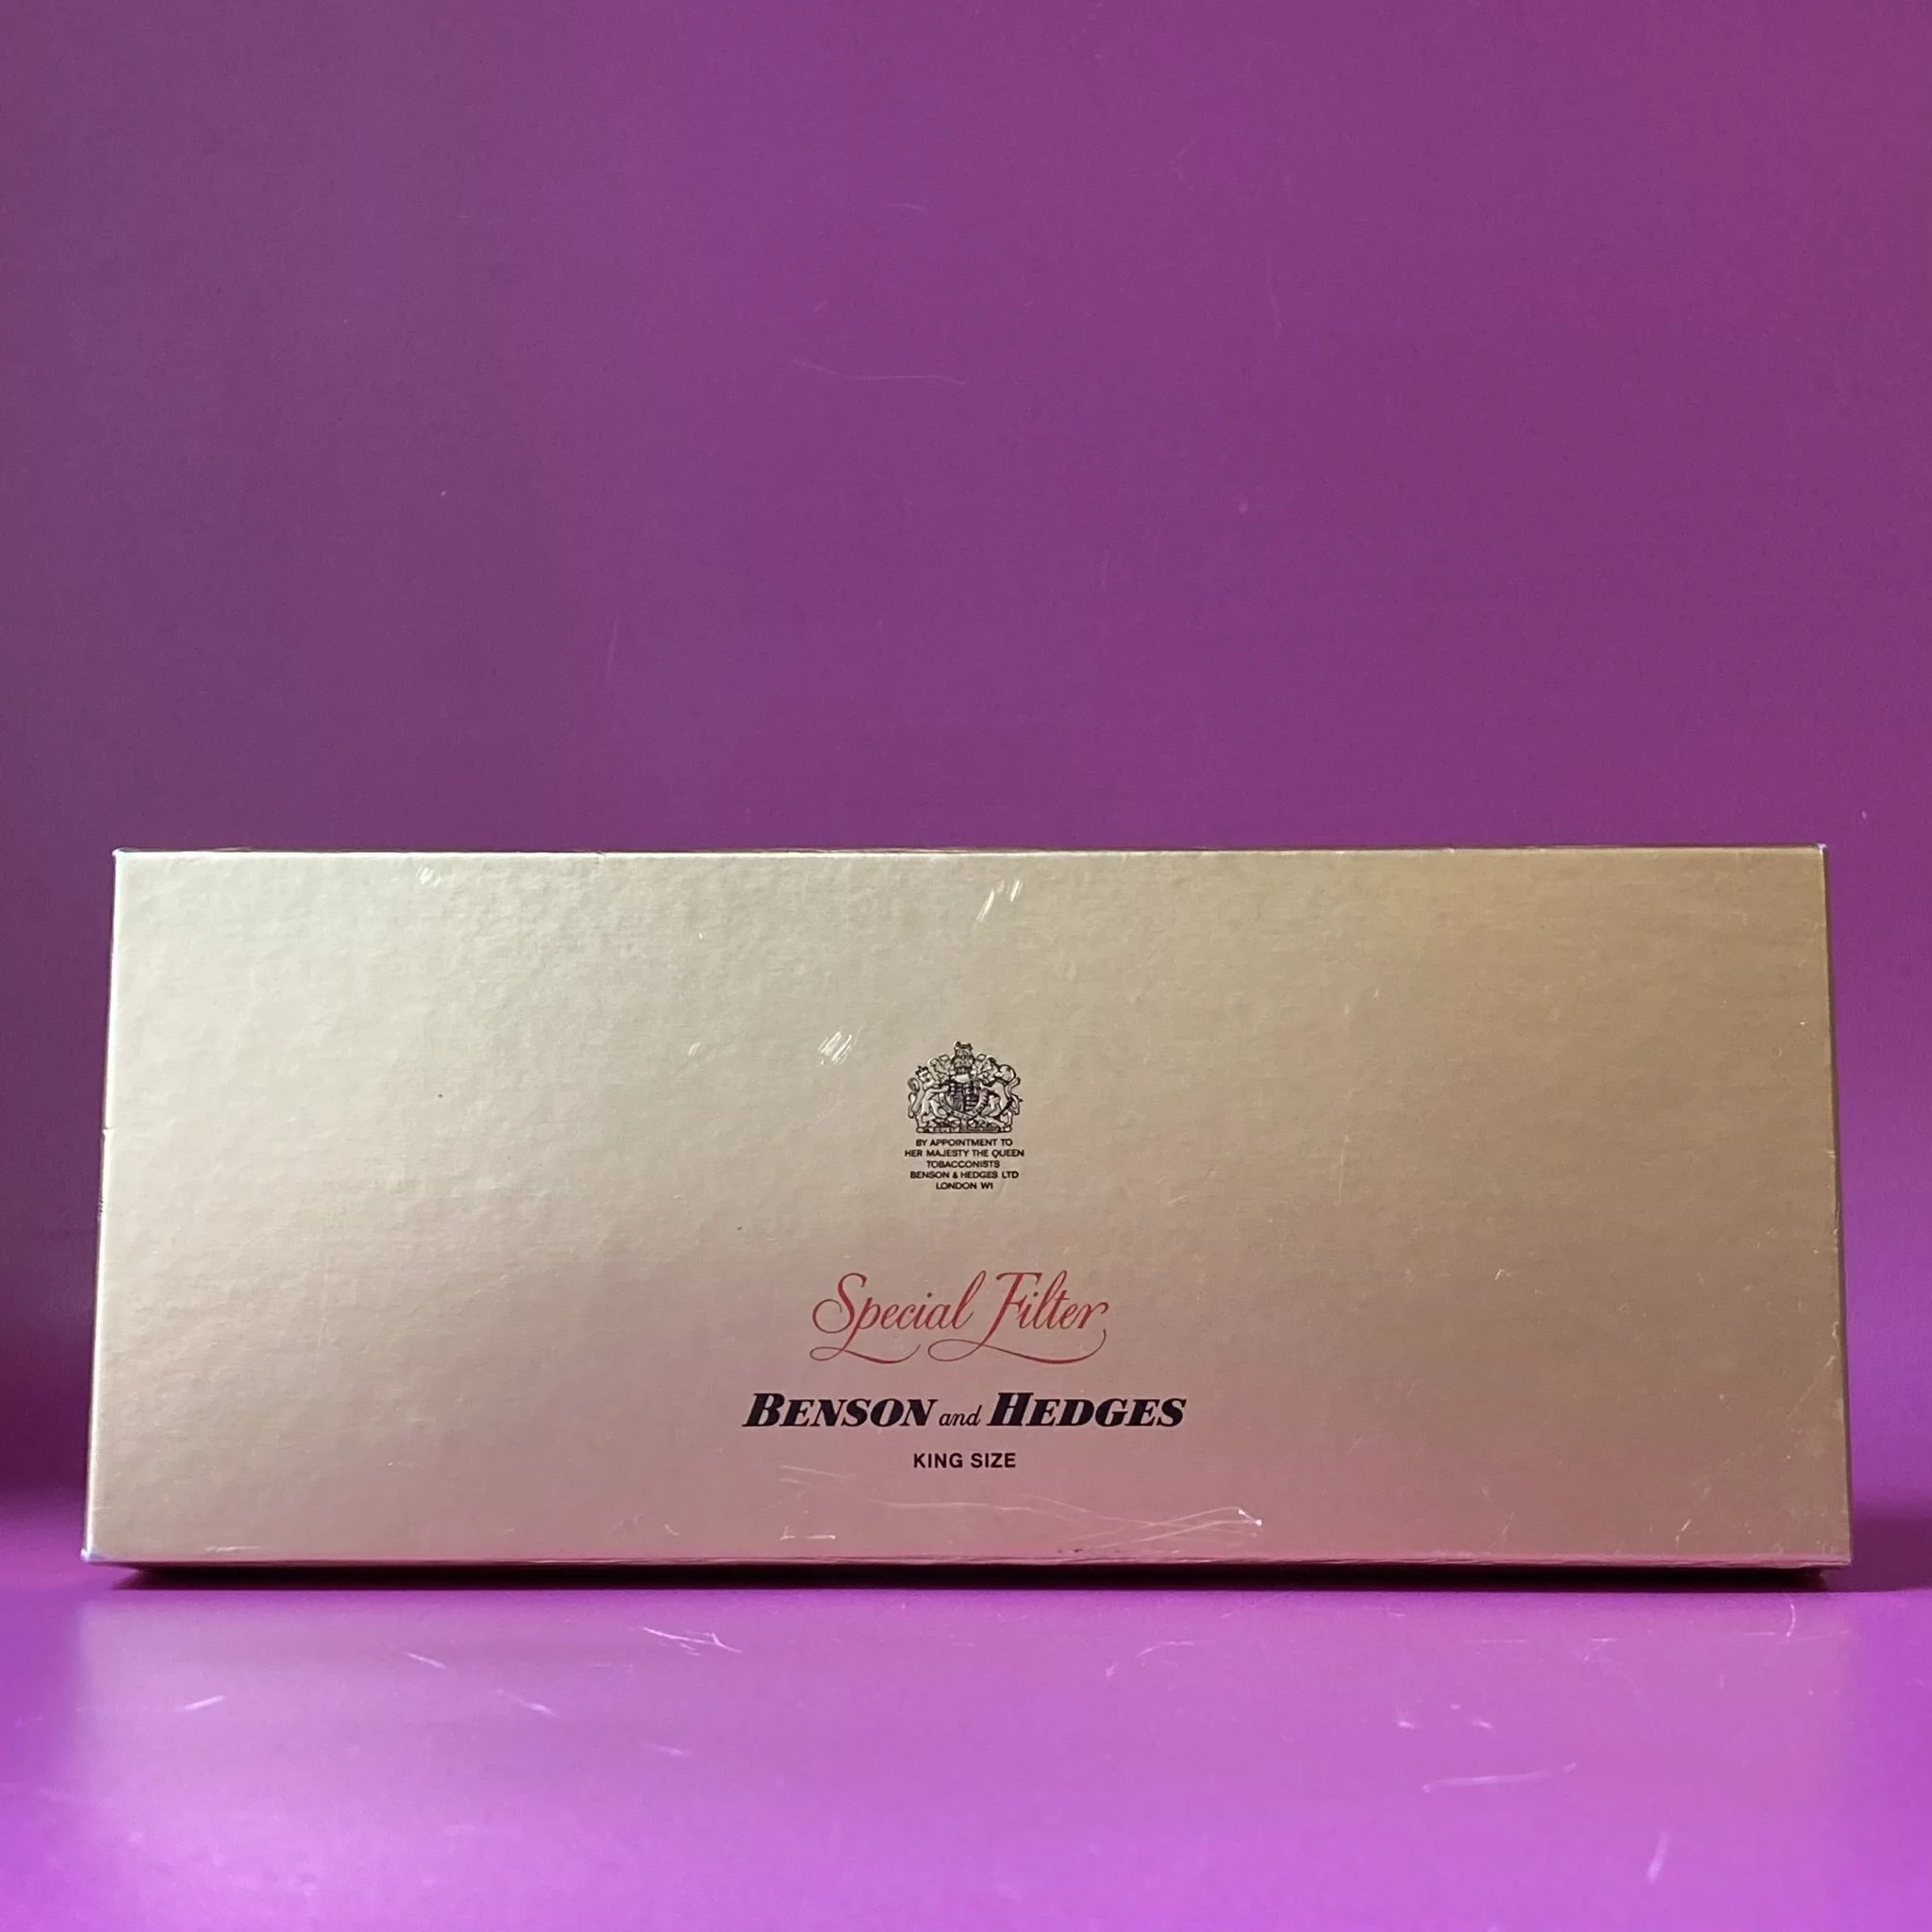 BY APPOINTMENT TO
HER MAJESTY THE QUEEN
TOBACCONISTS
BENSON & HEDGES LTD
LONDON W1
Special Filter
BENSON and HEDGES
KING SIZE